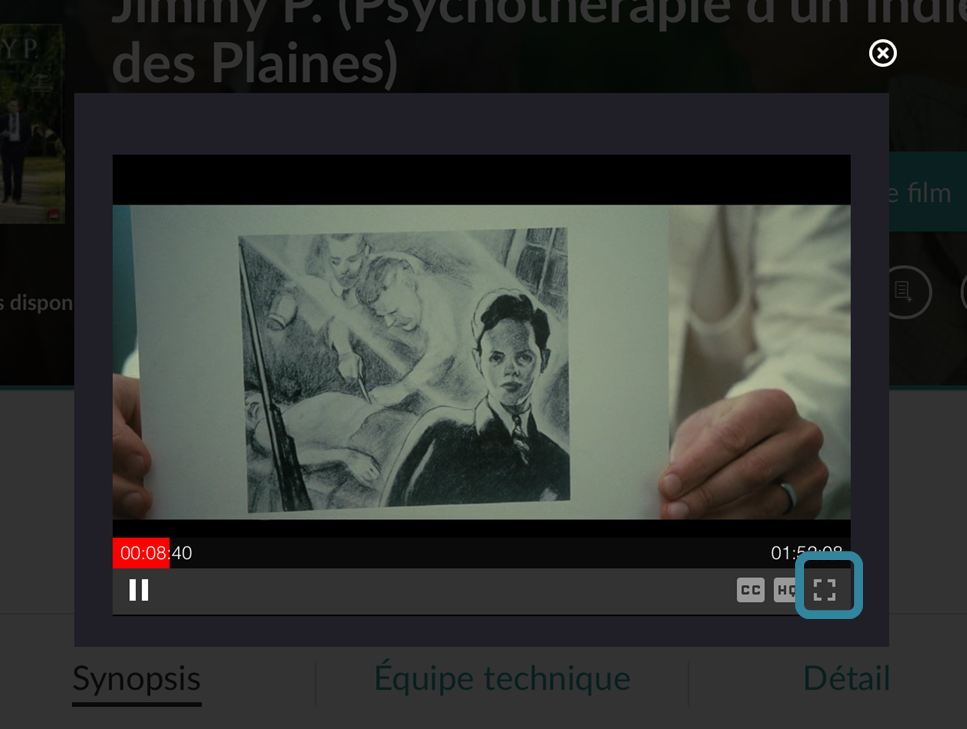 Jimmy P. (Psychothérapie d'un Indie
des Plaines)
Y P.
e film
s dispon
00:08:40
01:52:08
CC
HQ
Synopsis
Équipe technique
Détail